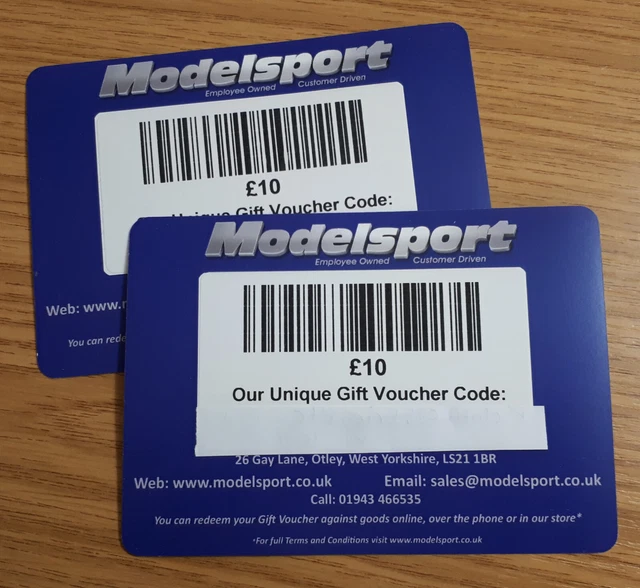 Modelsport
Employee Owned Customer Driven
£10
Unique Gift Voucher Code:
Web: www.
You can
Modelsport
Employee Owned Customer Driven
£10
Our Unique Gift Voucher Code:
26 Gay Lane, Otley, West Yorkshire, LS21 1BR
Web: www.modelsport.co.uk Email: sales@modelsport.co.uk
Call: 01943 466535
You can redeem your Gift Voucher against goods online, over the phone or in our store*
*For full Terms and Conditions visit www.modelsport.co.uk